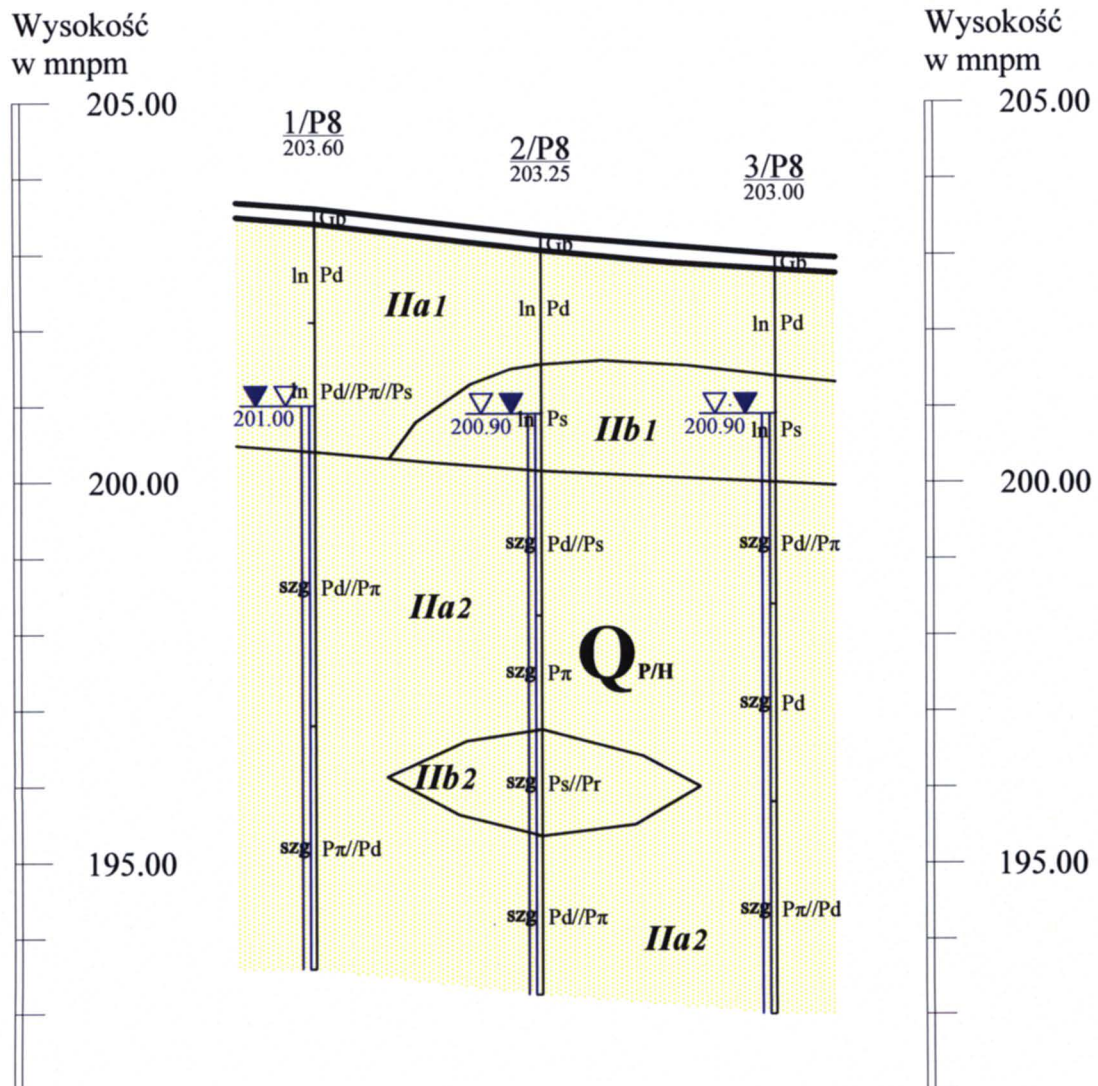 Wysokość
w mnpm
Wysokość
w mnpm
205.00
205.00
1/P8
203.60
2/P8
203.25
3/P8
203.00
Gb
Gb
Gb
ln Pd
IIa1
ln Pd
ln Pd
ln Pd//Pπ//Ps
201.00
200.90
ln Ps
IIb1
200.90
ln Ps
200.00
200.00
szg Pd//Ps
szg Pd//Pπ
szg Pd//Pπ
IIa2
Q P/H
szg Pπ
szg Pd
IIb2
szg Ps//Pr
szg Pπ//Pd
195.00
195.00
szg Pd//Pπ
szg Pπ//Pd
IIa2